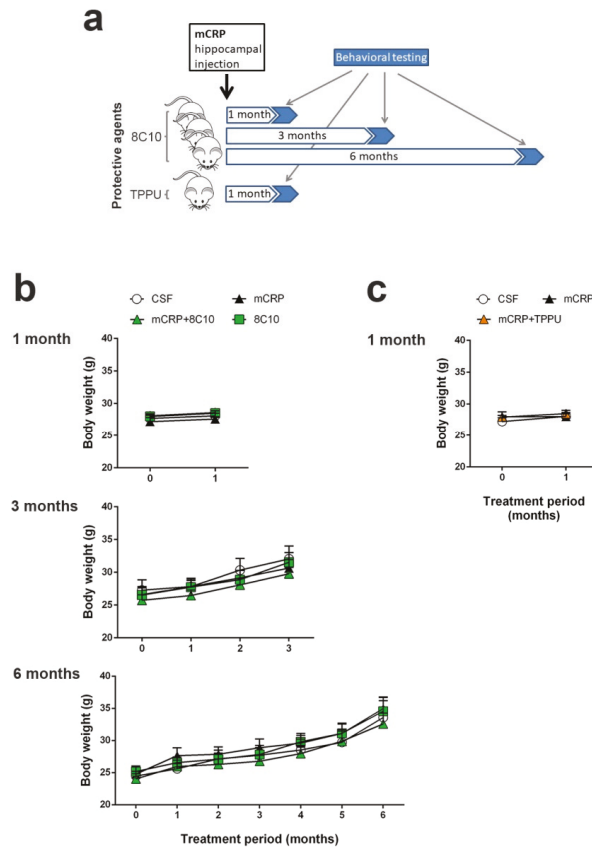 a
mCRP
hippocampal
injection
Behavioral testing
Protective agents
8C10
1 month
3 months
6 months
TPPU
1 month
b
CSF mCRP
mCRP+8C10 8C10
1 month
Body weight (g)
40
35
30
25
20
0 1
3 months
Body weight (g)
40
35
30
25
20
0 1 2 3
6 months
Body weight (g)
40
35
30
25
20
0 1 2 3 4 5 6
Treatment period (months)
c
CSF mCRP
mCRP+TPPU
1 month
Body weight (g)
40
35
30
25
20
0 1
Treatment period
(months)